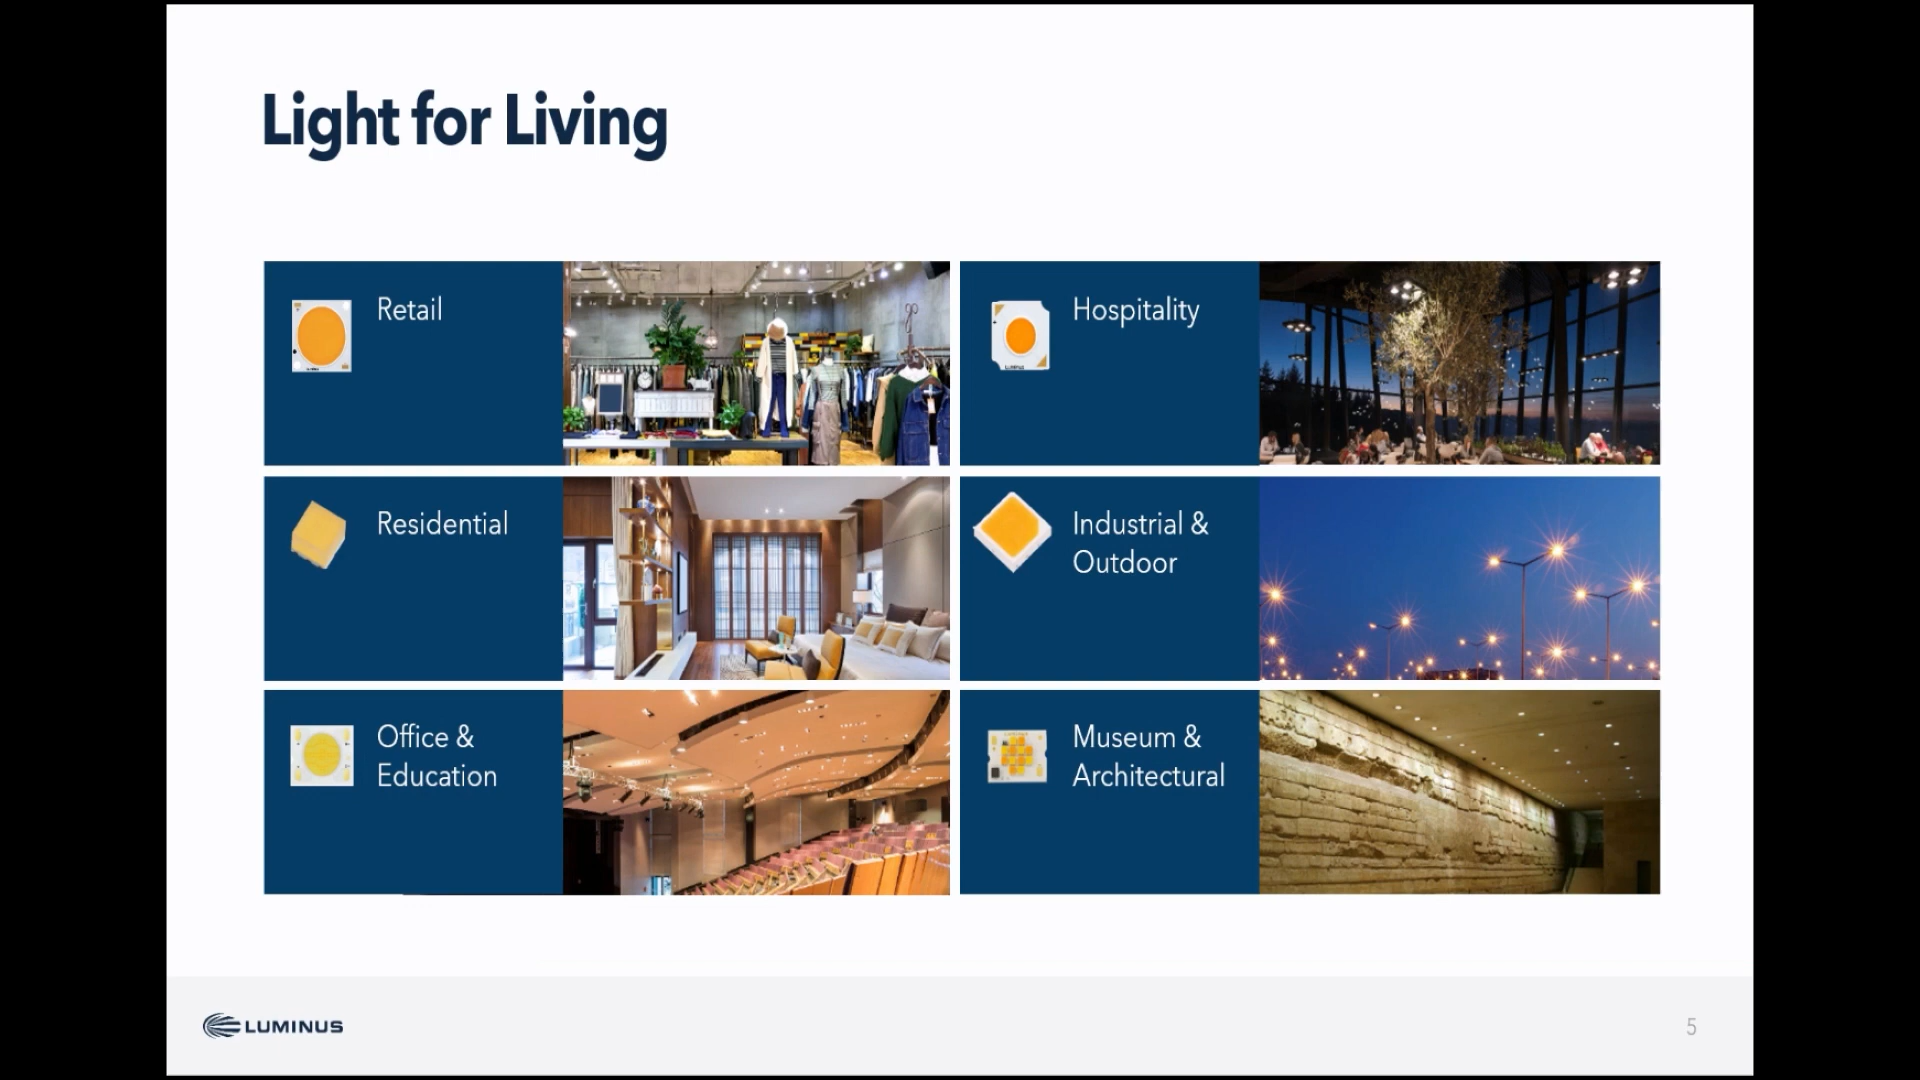 Light for Living
Retail
Hospitality
Residential
Industrial &
Outdoor
Office &
Education
Museum &
Architectural
LUMINUS
5